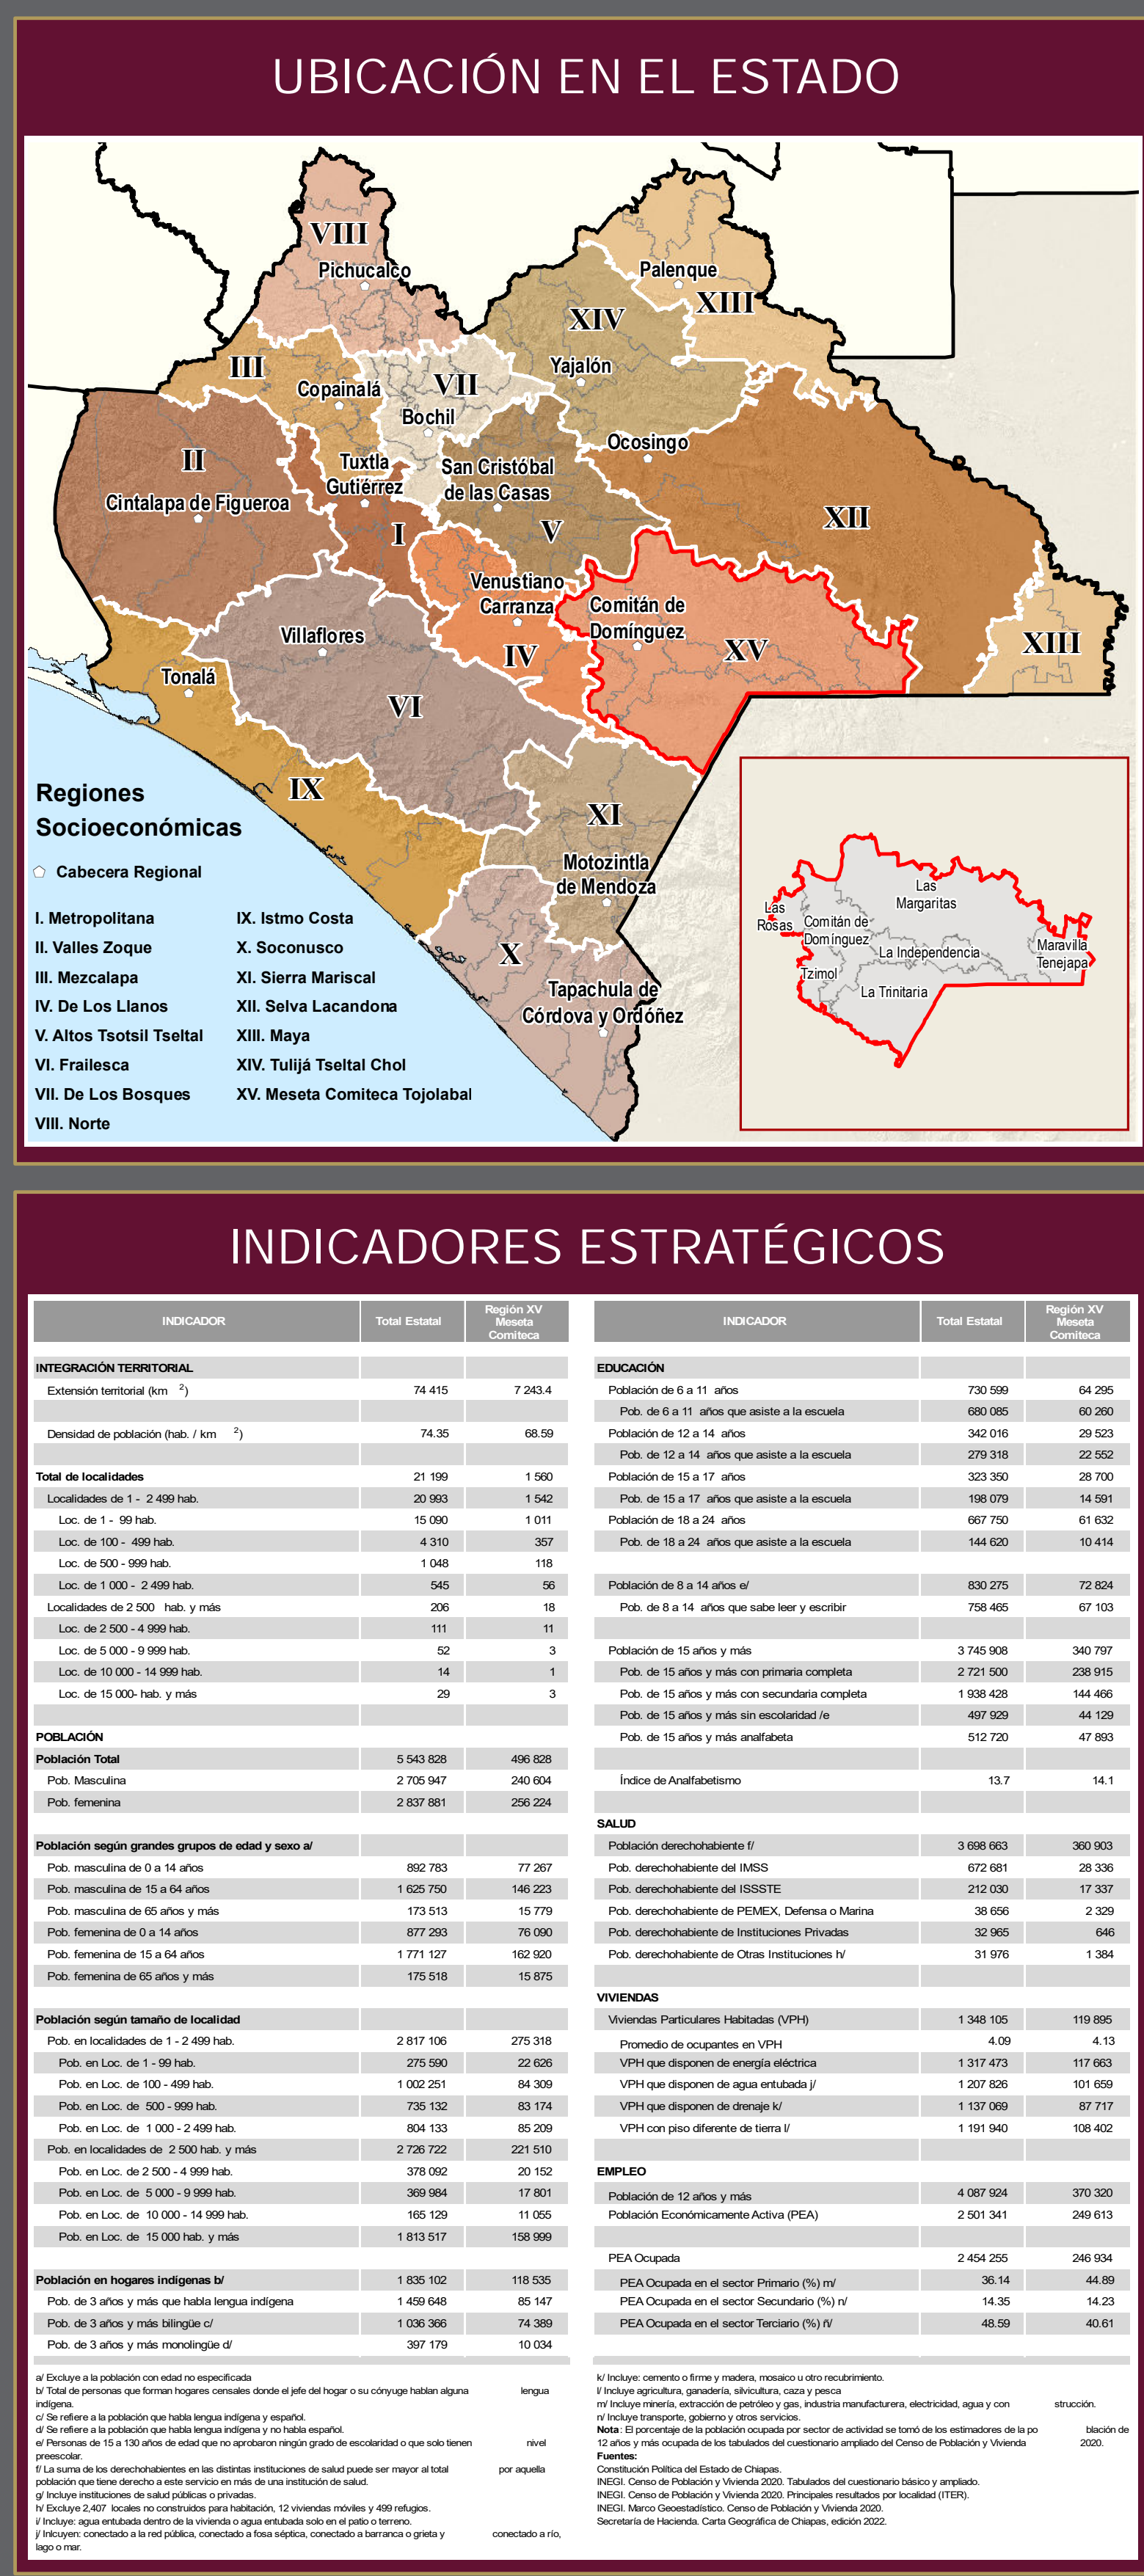 UBICACIÓN EN EL ESTADO
VIII
Pichucalco
Palenque
XIII
XIV
III
Yajalón
VII
Copainalá
Bochil
Ocosingo
II
Tuxtla
Gutiérrez
San Cristóbal
de las Casas
Cintalapa de Figueroa
XII
I
V
Venustiano
Carranza
Comitán de
Domínguez
Villaflores
XV
XIII
IV
Tonalá
VI
IX
XI
Regiones
Socioeconómicas
Motozintla
de Mendoza
Cabecera Regional
I. Metropolitana
II. Valles Zoque
III. Mezcalapa
IV. De Los Llanos
V. Altos Tsotsil Tseltal
VI. Frailesca
VII. De Los Bosques
VIII. Norte
IX. Istmo Costa
X. Soconusco
XI. Sierra Mariscal
XII. Selva Lacandona
XIII. Maya
XIV. Tulijá Tseltal Chol
XV. Meseta Comiteca Tojolabal
X
Tapachula de
Córdova y Ordóñez
Las
Margaritas
Las
Rosas
Comitán de
Domínguez
La Independencia
Maravilla
Tenejapa
Tzimol
La Trinitaria
INDICADORES ESTRATÉGICOS
INDICADOR Total Estatal Región XV Meseta Comiteca
INTEGRACIÓN TERRITORIAL
Extensión territorial (km 2) 74 415 7 243.4
Densidad de población (hab. / km 2) 74.35 68.59
Total de localidades 21 199 1 560
Localidades de 1 - 2 499 hab. 20 993 1 542
Loc. de 1 - 99 hab. 15 090 1 011
Loc. de 100 - 499 hab. 4 310 357
Loc. de 500 - 999 hab. 1 048 118
Loc. de 1 000 - 2 499 hab. 545 56
Localidades de 2 500 hab. y más 206 18
Loc. de 2 500 - 4 999 hab. 111 11
Loc. de 5 000 - 9 999 hab. 52 3
Loc. de 10 000 - 14 999 hab. 14 1
Loc. de 15 000- hab. y más 29 3
POBLACIÓN
Población Total 5 543 828 496 828
Pob. Masculina 2 705 947 240 604
Pob. femenina 2 837 881 256 224
Población según grandes grupos de edad y sexo a/
Pob. masculina de 0 a 14 años 892 783 77 267
Pob. masculina de 15 a 64 años 1 625 750 146 223
Pob. masculina de 65 años y más 173 513 15 779
Pob. femenina de 0 a 14 años 877 293 76 090
Pob. femenina de 15 a 64 años 1 771 127 162 920
Pob. femenina de 65 años y más 175 518 15 875
Población según tamaño de localidad
Pob. en localidades de 1 - 2 499 hab. 2 817 106 275 318
Pob. en Loc. de 1 - 99 hab. 275 590 22 626
Pob. en Loc. de 100 - 499 hab. 1 002 251 84 309
Pob. en Loc. de 500 - 999 hab. 735 132 83 174
Pob. en Loc. de 1 000 - 2 499 hab. 804 133 85 209
Pob. en localidades de 2 500 hab. y más 2 726 722 221 510
Pob. en Loc. de 2 500 - 4 999 hab. 378 092 20 152
Pob. en Loc. de 5 000 - 9 999 hab. 369 984 17 801
Pob. en Loc. de 10 000 - 14 999 hab. 165 129 11 055
Pob. en Loc. de 15 000 hab. y más 1 813 517 158 999
Población en hogares indígenas b/ 1 835 102 118 535
Pob. de 3 años y más que habla lengua indígena 1 459 648 85 147
Pob. de 3 años y más bilingüe c/ 1 036 366 74 389
Pob. de 3 años y más monolingüe d/ 397 179 10 034
a/ Excluye a la población con edad no especificada
b/ Total de personas que forman hogares censales donde el jefe del hogar o su cónyuge hablan alguna lengua
indígena.
c/ Se refiere a la población que habla lengua indígena y español.
d/ Se refiere a la población que habla lengua indígena y no habla español.
e/ Personas de 15 a 130 años de edad que no aprobaron ningún grado de escolaridad o que solo tienen nivel
preescolar.
f/ La suma de los derechohabientes en las distintas instituciones de salud puede ser mayor al total por aquella
población que tiene derecho a este servicio en más de una institución de salud.
g/ Incluye instituciones de salud públicas o privadas.
h/ Excluye 2,407 locales no construidos para habitación, 12 viviendas móviles y 499 refugios.
i/ Incluye: agua entubada dentro de la vivienda o agua entubada solo en el patio o terreno.
j/ Inlcuyen: conectado a la red pública, conectado a fosa séptica, conectado a barranca o grieta y conectado a río,
lago o mar.
INDICADOR Total Estatal Región XV Meseta Comiteca
EDUCACIÓN
Población de 6 a 11 años 730 599 64 295
Pob. de 6 a 11 años que asiste a la escuela 680 085 60 260
Población de 12 a 14 años 342 016 29 523
Pob. de 12 a 14 años que asiste a la escuela 279 318 22 552
Población de 15 a 17 años 323 350 28 700
Pob. de 15 a 17 años que asiste a la escuela 198 079 14 591
Población de 18 a 24 años 667 750 61 632
Pob. de 18 a 24 años que asiste a la escuela 144 620 10 414
Población de 8 a 14 años e/ 830 275 72 824
Pob. de 8 a 14 años que sabe leer y escribir 758 465 67 103
Población de 15 años y más 3 745 908 340 797
Pob. de 15 años y más con primaria completa 2 721 500 238 915
Pob. de 15 años y más con secundaria completa 1 938 428 144 466
Pob. de 15 años y más sin escolaridad /e 497 929 44 129
Pob. de 15 años y más analfabeta 512 720 47 893
Índice de Analfabetismo 13.7 14.1
SALUD
Población derechohabiente f/ 3 698 663 360 903
Pob. derechohabiente del IMSS 672 681 28 336
Pob. derechohabiente del ISSSTE 212 030 17 337
Pob. derechohabiente de PEMEX, Defensa o Marina 38 656 2 329
Pob. derechohabiente de Instituciones Privadas 32 965 646
Pob. derechohabiente de Otras Instituciones h/ 31 976 1 384
VIVIENDAS
Viviendas Particulares Habitadas (VPH) 1 348 105 119 895
Promedio de ocupantes en VPH 4.09 4.13
VPH que disponen de energía eléctrica 1 317 473 117 663
VPH que disponen de agua entubada j/ 1 207 826 101 659
VPH que disponen de drenaje k/ 1 137 069 87 717
VPH con piso diferente de tierra l/ 1 191 940 108 402
EMPLEO
Población de 12 años y más 4 087 924 370 320
Población Económicamente Activa (PEA) 2 501 341 249 613
PEA Ocupada 2 454 255 246 934
PEA Ocupada en el sector Primario (%) m/ 36.14 44.89
PEA Ocupada en el sector Secundario (%) n/ 14.35 14.23
PEA Ocupada en el sector Terciario (%) ñ/ 48.59 40.61
k/ Incluye: cemento o firme y madera, mosaico u otro recubrimiento.
l/ Incluye agricultura, ganadería, silvicultura, caza y pesca
m/ Incluye minería, extracción de petróleo y gas, industria manufacturera, electricidad, agua y con strucción.
n/ Incluye transporte, gobierno y otros servicios.
Nota: El porcentaje de la población ocupada por sector de actividad se tomó de los estimadores de la po blación de
12 años y más ocupada de los tabulados del cuestionario ampliado del Censo de Población y Vivienda 2020.
Fuentes:
Constitución Política del Estado de Chiapas.
INEGI. Censo de Población y Vivienda 2020. Tabulados del cuestionario básico y ampliado.
INEGI. Censo de Población y Vivienda 2020. Principales resultados por localidad (ITER).
INEGI. Marco Geoestadístico. Censo de Población y Vivienda 2020.
Secretaría de Hacienda. Carta Geográfica de Chiapas, edición 2022.